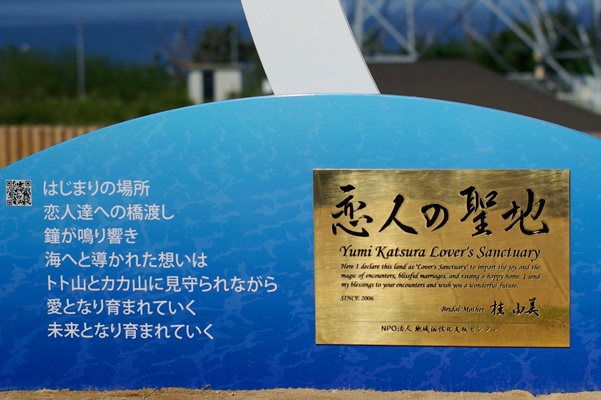 はじまりの場所
恋人達への橋渡し
鐘が鳴り響き
海へと導かれた想いは
トト山とカカ山に見守られながら
愛となり育まれていく
未来となり育まれていく
恋人の聖地
Yumi Katsura Lover's Sanctuary
Here I declare this land as "Lover's Sanctuary" to impart the joy and the
magic of encounters, blissful marriages, and raising a happy home. I send
my blessings to your encounters and wish you a wonderful future.
SINCE 2006
Bridal Mother 桂 由美
NPO法人 地域活性化支援センター